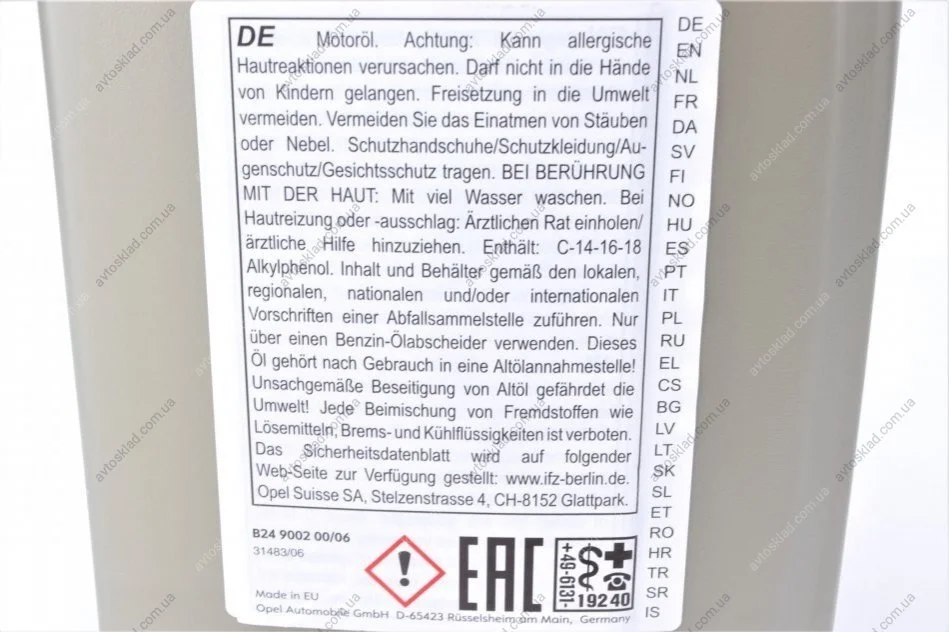 DE Motoröl. Achtung: Kann allergische
Hautreaktionen verursachen. Darf nicht in die Hände
von Kindern gelangen. Freisetzung in die Umwelt
vermeiden. Vermeiden Sie das Einatmen von Stäuben
oder Nebel. Schutzhandschuhe/Schutzkleidung/Au-
genschutz/Gesichtsschutz tragen. BEI BERÜHRUNG
MIT DER HAUT: Mit viel Wasser waschen. Bei
Hautreizung oder -ausschlag: Ärztlichen Rat einholen/
ärztliche Hilfe hinzuziehen. Enthält: C-14-16-18
Alkylphenol. Inhalt und Behälter gemäß den lokalen,
regionalen, nationalen und/oder internationalen
Vorschriften einer Abfallsammelstelle zuführen. Nur
über einen Benzin-Ölabscheider verwenden. Dieses
Öl gehört nach Gebrauch in eine Altölannahmestelle!
Unsachgemäße Beseitigung von Altöl gefährdet die
Umwelt! Jede Beimischung von Fremdstoffen wie
Lösemitteln, Brems- und Kühlflüssigkeiten ist verboten.
Das Sicherheitsdatenblatt wird auf folgender
Web-Seite zur Verfügung gestellt: www.ifz-berlin.de.
Opel Suisse SA, Stelzenstrasse 4, CH-8152 Glattpark.
DE
EN
NL
FR
DA
SV
FI
NO
HU
ES
PT
IT
PL
RU
EL
CS
BG
LV
LT
SK
SL
ET
RO
HR
TR
SR
IS
B24 9002 00/06
31483/06
Made in EU
Opel Automobile GmbH D-65423 Rüsselsheim am Main, Germany
EAC
+49-6131-
19240
avtosklad.com.ua